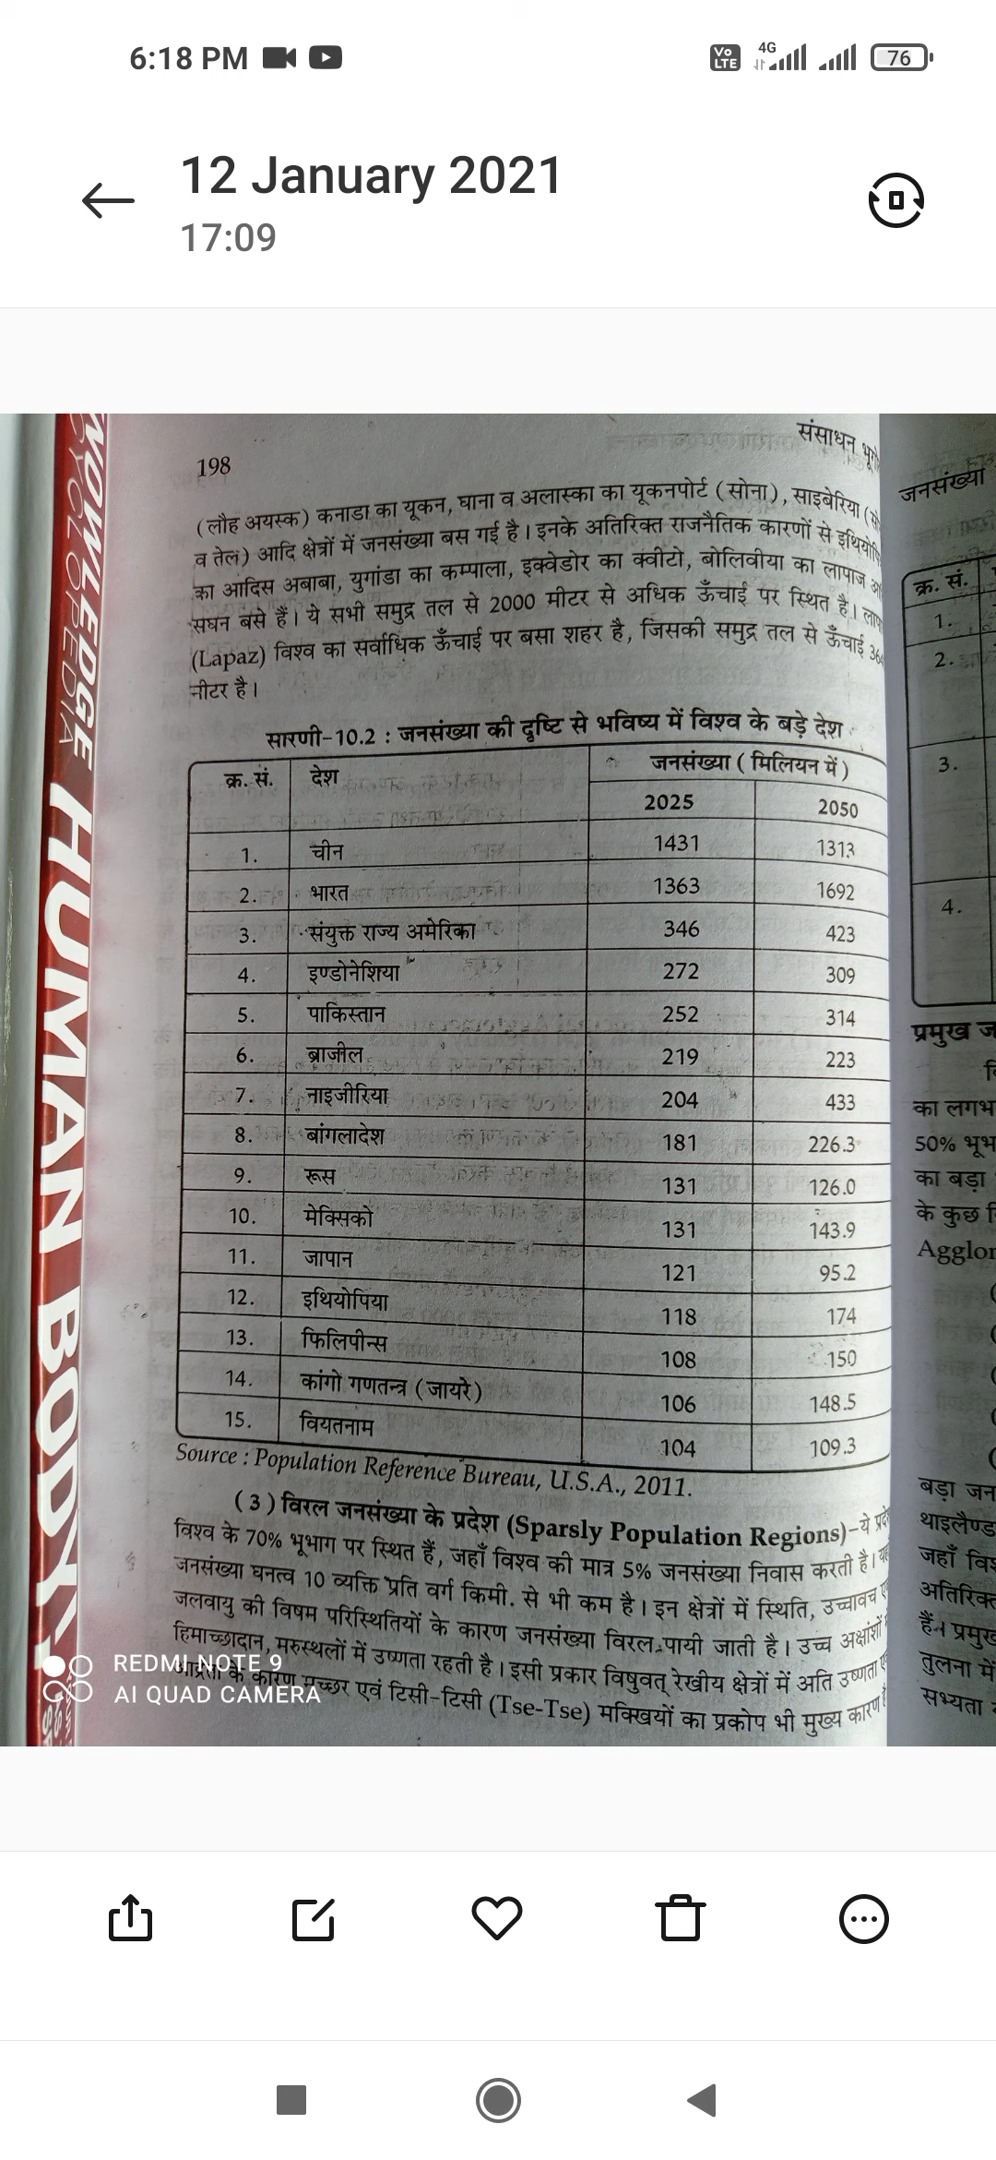 6:18 PM
Vo LTE 4G 76
12 January 2021
17:09
KNOWLEDGE
CYCLOPEDIA
HUMAN BODY
198
संसाधन
(लौह अयस्क) कनाडा का यूकन, घाना व अलास्का का यूकनपोर्ट (सोना), साइबेरिया
व तेल) आदि क्षेत्रों में जनसंख्या बस गई है। इनके अतिरिक्त राजनैतिक कारणों से
का आदिस अबाबा, युगांडा का कम्पाला, इक्वेडोर का क्वीटो, बोलिवीया का लापाज
सघन बसे हैं। ये सभी समुद्र तल से 2000 मीटर से अधिक ऊँचाई पर स्थित है।
(Lapaz) विश्व का सर्वाधिक ऊँचाई पर बसा शहर है, जिसकी समुद्र तल से ऊँचाई
मीटर है।
सारणी-10.2 : जनसंख्या की दृष्टि से भविष्य में विश्व के बड़े देश
क्र. सं. देश जनसंख्या (मिलियन में)
2025 2050
1. चीन 1431 1313
2. भारत 1363 1692
3. संयुक्त राज्य अमेरिका 346 423
4. इण्डोनेशिया 272 309
5. पाकिस्तान 252 314
6. ब्राजील 219 223
7. नाइजीरिया 204 433
8. बांगलादेश 181 226.3
9. रूस 131 126.0
10. मेक्सिको 131 143.9
11. जापान 121 95.2
12. इथियोपिया 118 174
13. फिलिपीन्स 108 150
14. कांगो गणतन्त्र (जायरे) 106 148.5
15. वियतनाम 104 109.3
Source : Population Reference Bureau, U.S.A., 2011.
(3) विरल जनसंख्या के प्रदेश (Sparsly Population Regions)-ये
विश्व के 70% भूभाग पर स्थित हैं, जहाँ विश्व की मात्र 5% जनसंख्या निवास करती है।
जनसंख्या घनत्व 10 व्यक्ति प्रति वर्ग किमी. से भी कम है। इन क्षेत्रों में स्थिति, उच्चावच
जलवायु की विषम परिस्थितियों के कारण जनसंख्या विरल पायी जाती है। उच्च अक्षांशों
हिमाच्छादान, मरुस्थलों में उष्णता रहती है। इसी प्रकार विषुवत् रेखीय क्षेत्रों में अति उष्णता
आर्द्रता के कारण मच्छर एवं टिसी-टिसी (Tse-Tse) मक्खियों का प्रकोप भी मुख्य कारण
जनसंख्या
क्र. सं.
1.
2.
3.
4.
प्रमुख
का लगभ
50% भूभ
का बड़ा
के कुछ
Agglor
बड़ा जन
थाइलैण्ड
जहाँ विश
अतिरिक्त
हैं। प्रमुख
तुलना में
सभ्यता
REDMI NOTE 9
AI QUAD CAMERA